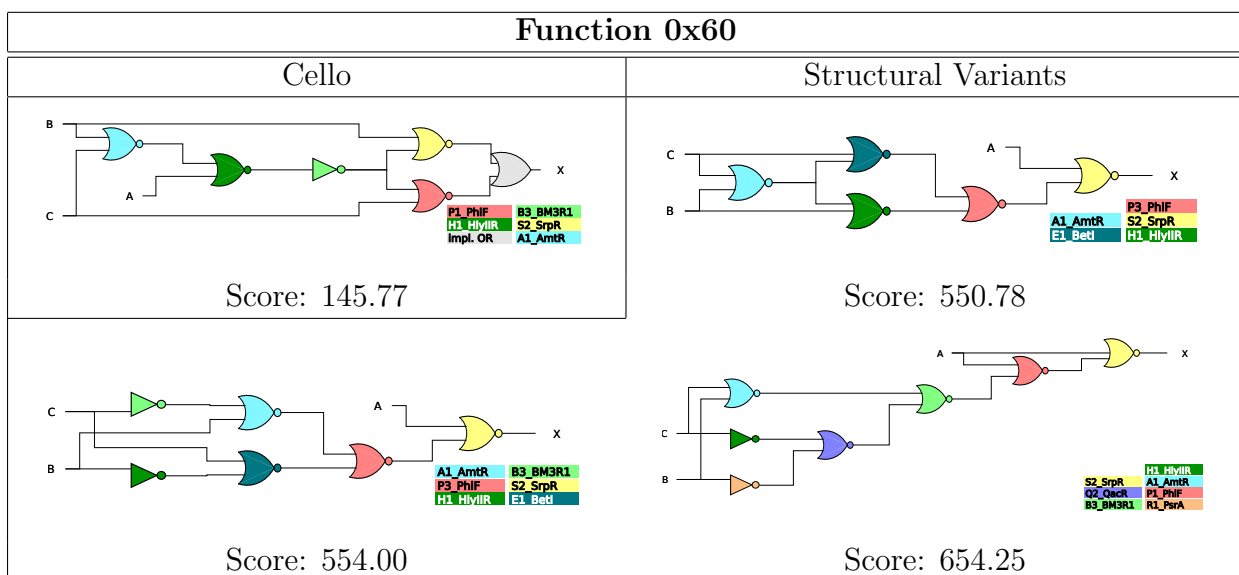 Function 0x60
Cello
Structural Variants
B
A
C
X
P1_PhlF B3_BM3R1
H1_HlyIIR S2_SrpR
Impl. OR A1_AmtR
Score: 145.77
C
B
A
X
P3_PhlF
A1_AmtR S2_SrpR
E1_BetI H1_HlyIIR
Score: 550.78
C
B
A
X
A1_AmtR B3_BM3R1
P3_PhlF S2_SrpR
H1_HlyIIR E1_BetI
Score: 554.00
A
X
C
B
H1_HlyIIR
S2_SrpR A1_AmtR
Q2_QacR P1_PhlF
B3_BM3R1 R1_PsrA
Score: 654.25